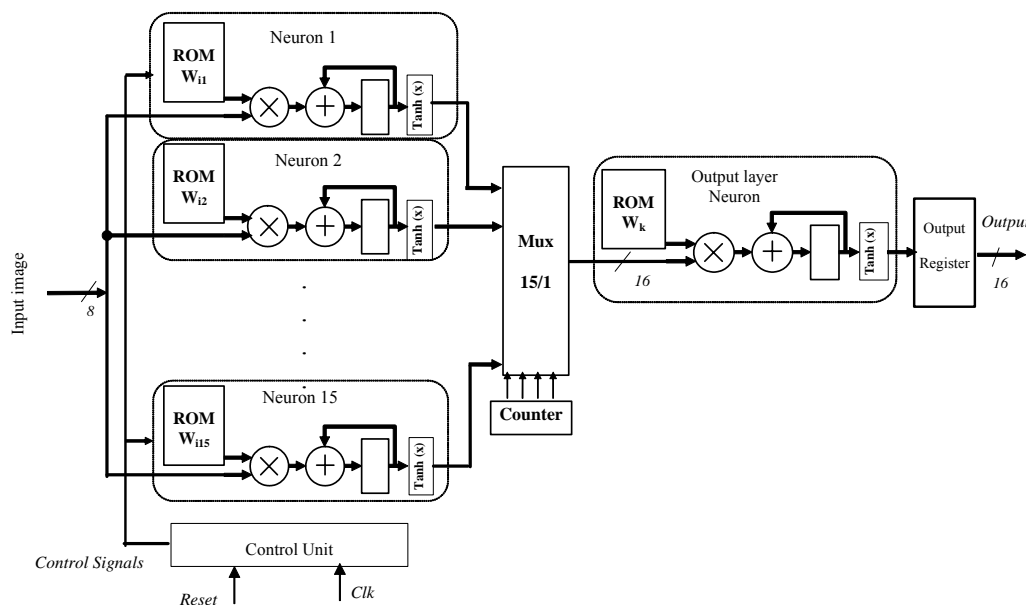 Neuron 1
ROM
Wi1
Tanh (x)
Neuron 2
ROM
Wi2
Tanh (x)
Input image
8
Neuron 15
ROM
Wi15
Tanh (x)
Mux
15/1
Counter
16
Output layer
Neuron
ROM
Wk
Tanh (x)
Output
Register
Output
16
Control Unit
Control Signals
Reset
Clk